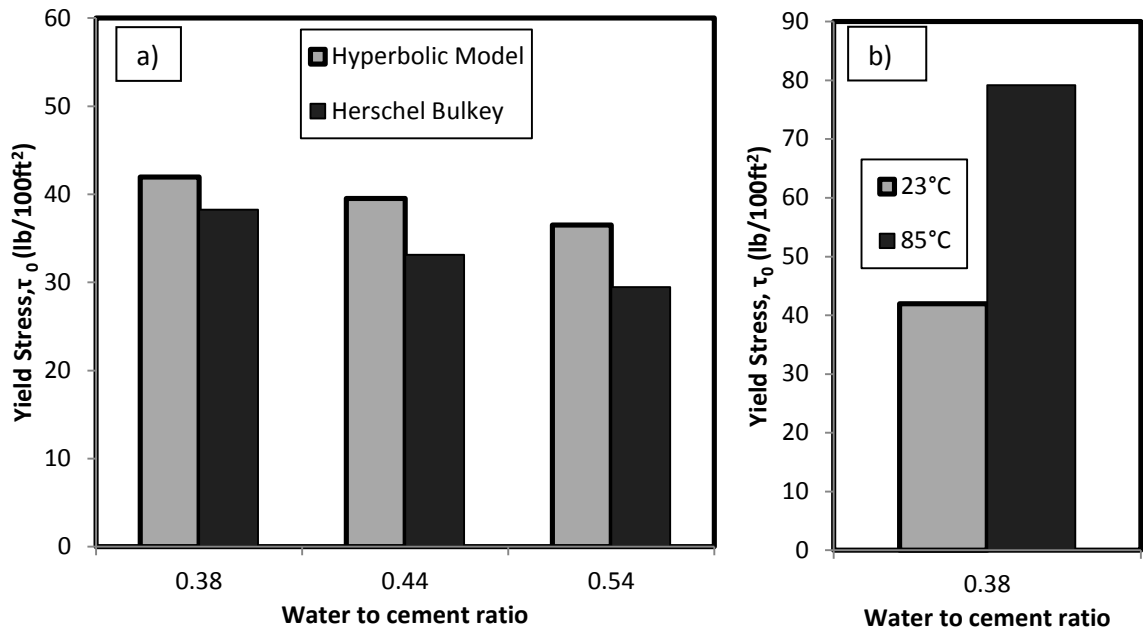 a)
Hyperbolic Model
Herschel Bulkey
60
50
40
30
20
10
0
Yield Stress,τ₀ (lb/100ft²)
0.38 0.44 0.54
Water to cement ratio
b)
23°C
85°C
90
80
70
60
50
40
30
20
10
0
Yield Stress, τ₀ (lb/100ft²)
0.38
Water to cement ratio